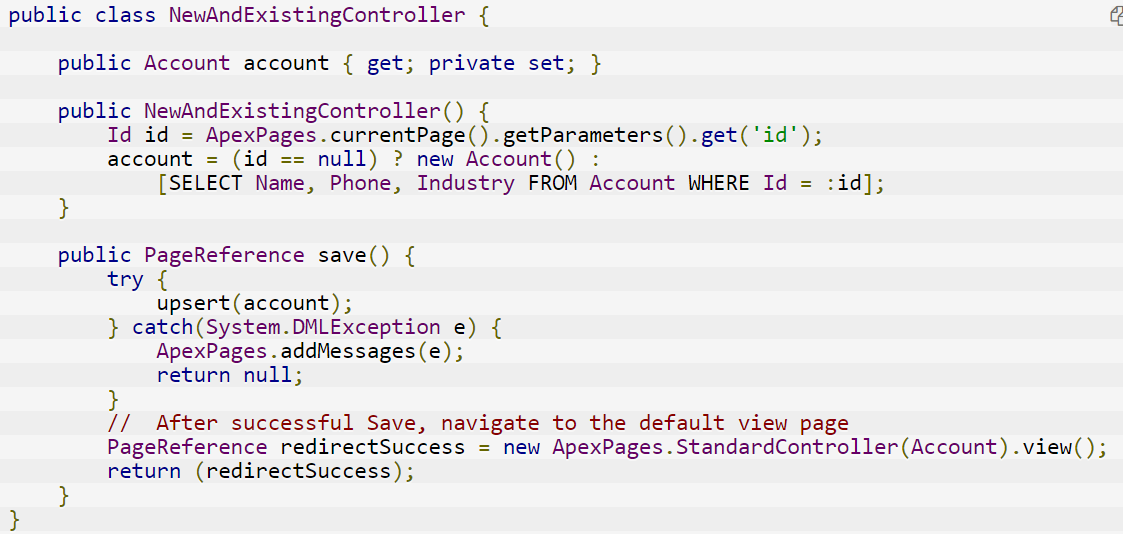 public class NewAndExistingController {
    public Account account { get; private set; }
    public NewAndExistingController() {
        Id id = ApexPages.currentPage().getParameters().get('id');
        account = (id == null) ? new Account() :
            [SELECT Name, Phone, Industry FROM Account WHERE Id = :id];
    }
    public PageReference save() {
        try {
            upsert(account);
        } catch(System.DMLException e) {
            ApexPages.addMessages(e);
            return null;
        }
        //  After successful Save, navigate to the default view page
        PageReference redirectSuccess = new ApexPages.StandardController(Account).view();
        return (redirectSuccess);
    }
}